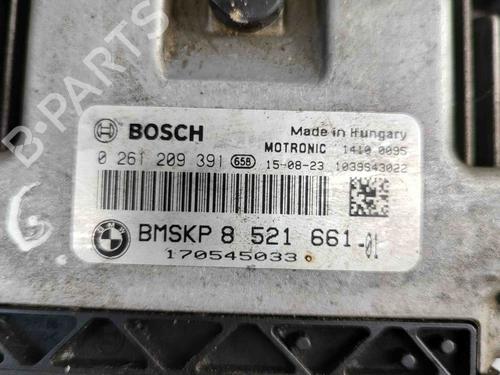 BOSCH
Made in Hungary
MOTRONIC 1410 0095
0 261 209 391 658 15-08-23 1039S43022
BMSKP 8 521 661-01
170545033
G.